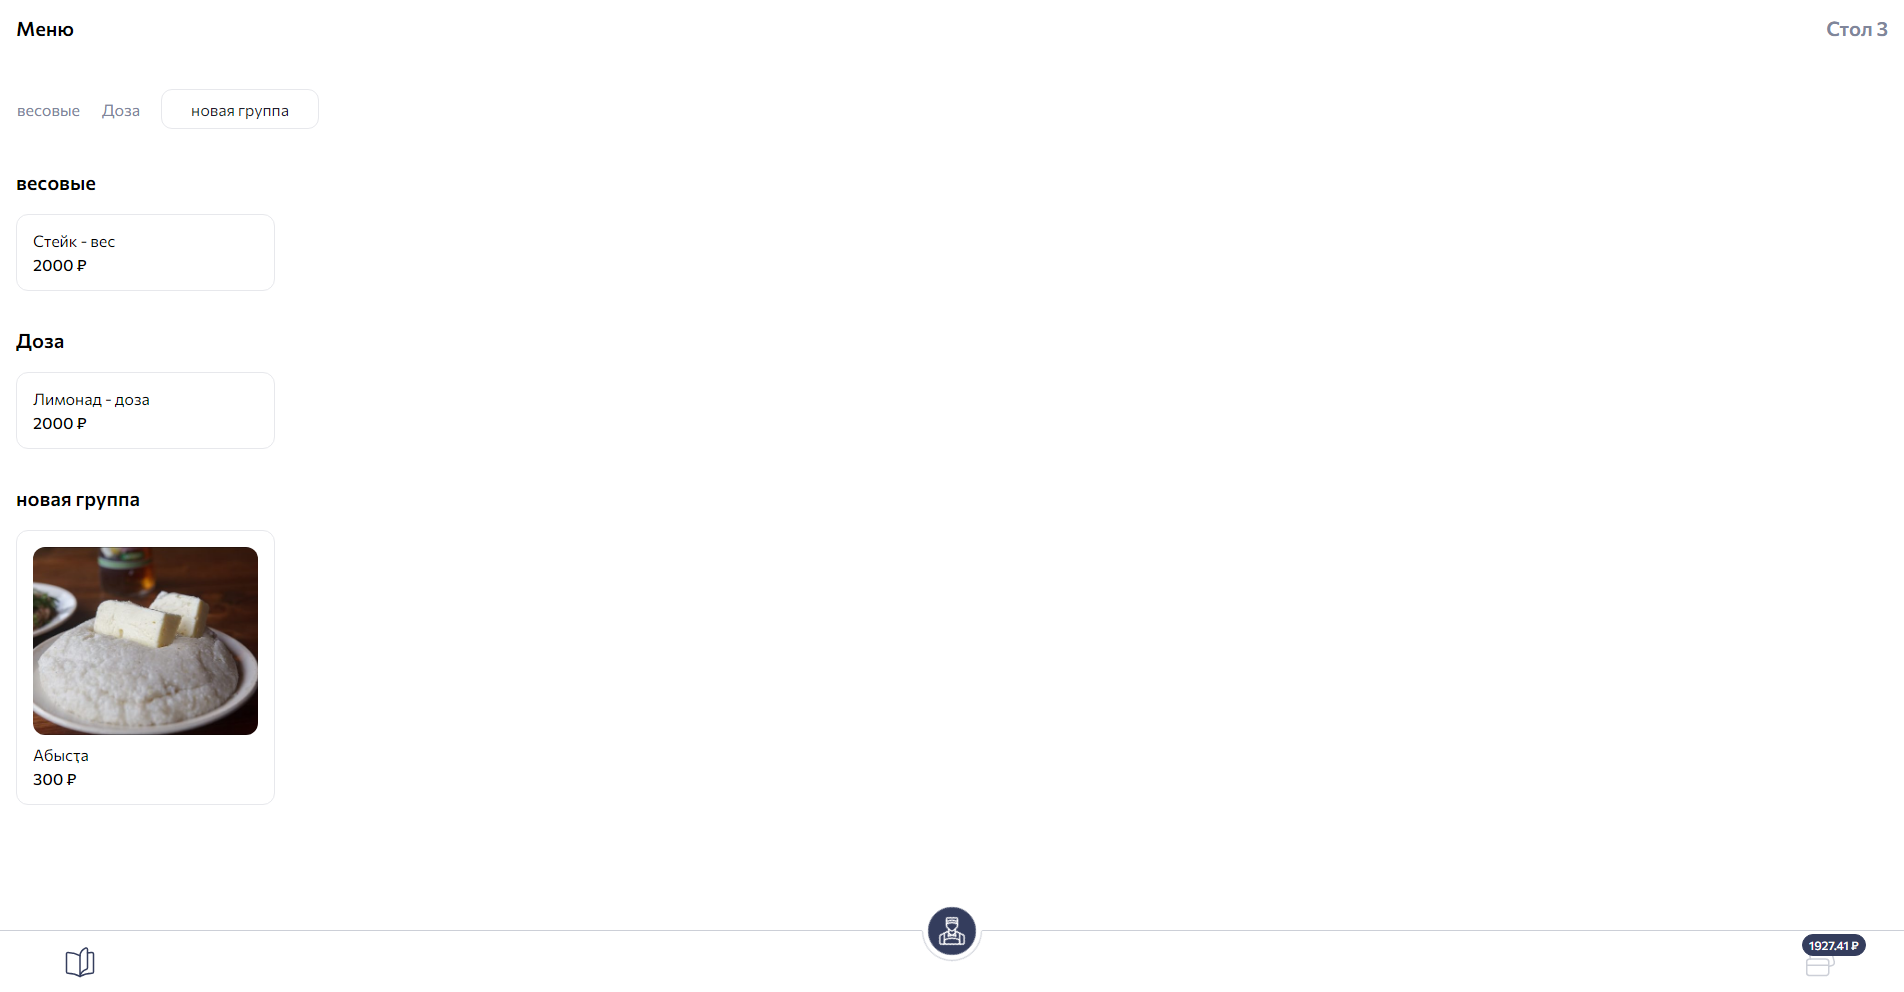 Меню
Стол 3
весовые
Доза
новая группа
весовые
Стейк - вес
2000 ₽
Доза
Лимонад - доза
2000 ₽
новая группа
Абысҭа
300 ₽
1927.41 ₽